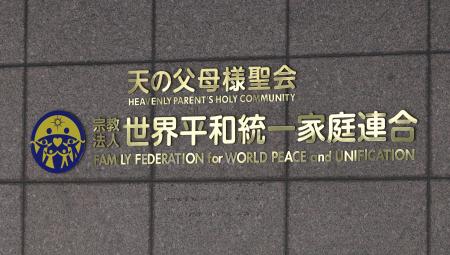 天の父母様聖会
HEAVENLY PARENT'S HOLY COMMUNITY
宗教法人 世界平和統一家庭連合
FAMILY FEDERATION for WORLD PEACE and UNIFICATION